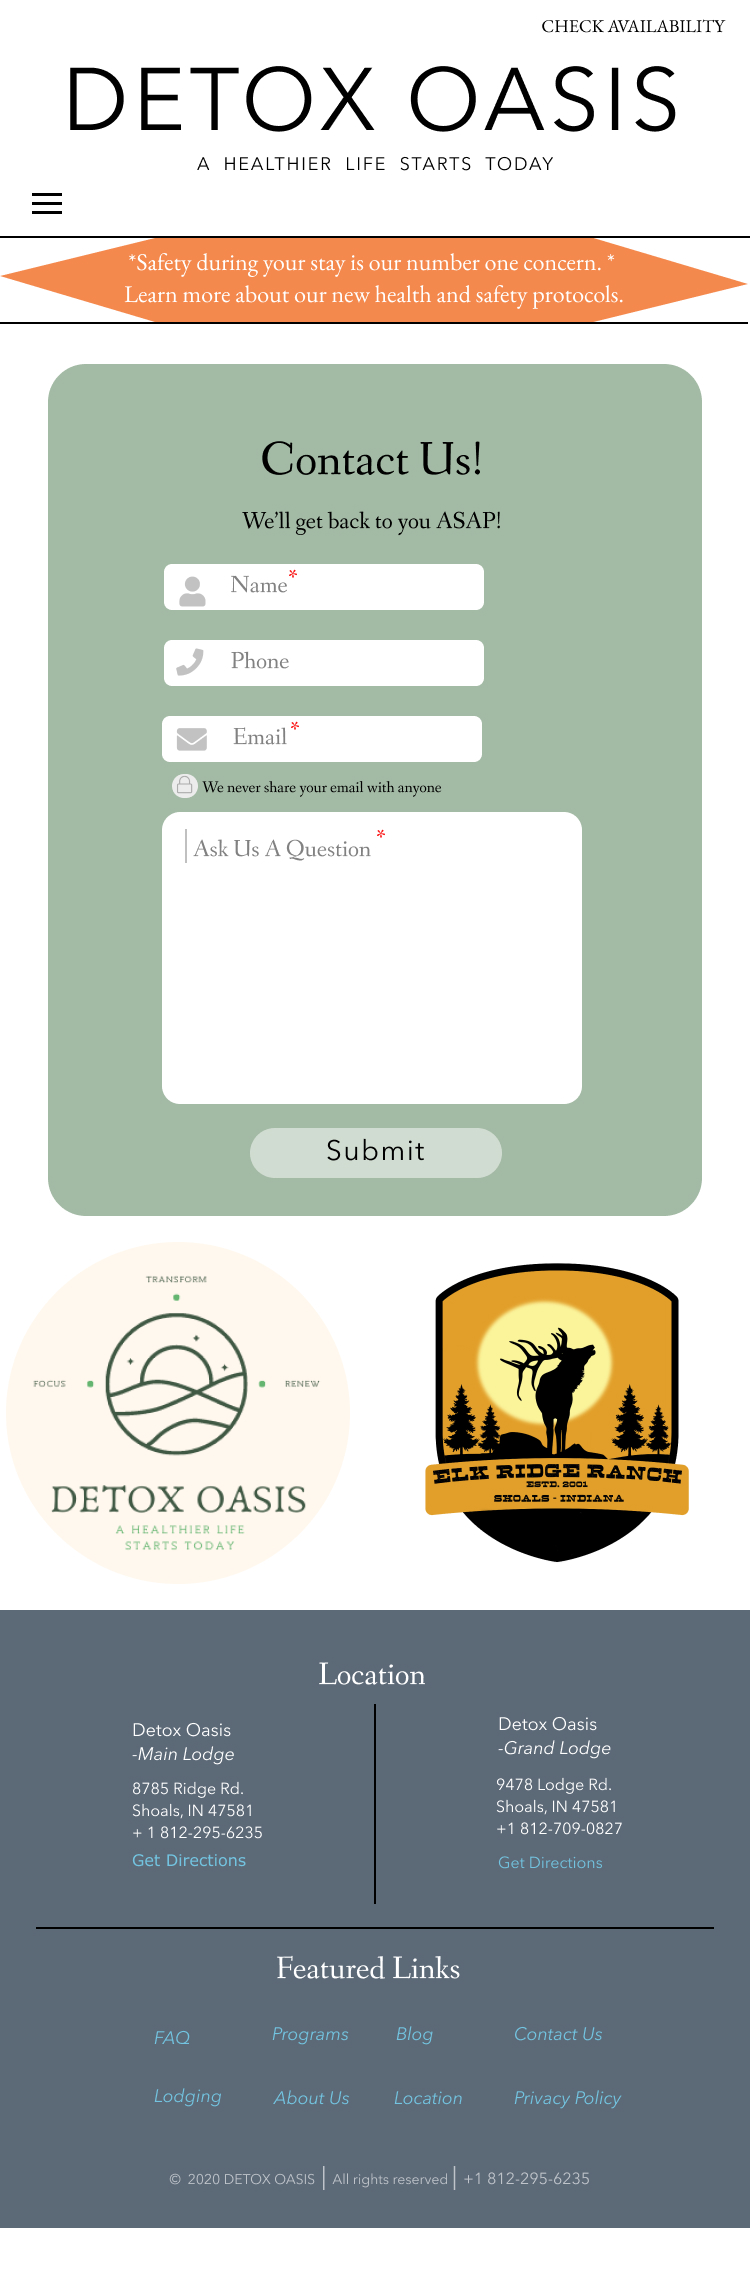 CHECK AVAILABILITY
DETOX OASIS
A HEALTHIER LIFE STARTS TODAY
*Safety during your stay is our number one concern. *
Learn more about our new health and safety protocols.
Contact Us!
We'll get back to you ASAP!
Name*
Phone
Email *
We never share your email with anyone
Ask Us A Question *
Submit
TRANSFORM
FOCUS
RENEW
DETOX OASIS
A HEALTHIER LIFE
STARTS TODAY
ELK RIDGE RANCH
ESTD. 2001
SHOALS - INDIANA
Location
Detox Oasis
-Main Lodge
8785 Ridge Rd.
Shoals, IN 47581
+ 1 812-295-6235
Get Directions
Detox Oasis
-Grand Lodge
9478 Lodge Rd.
Shoals, IN 47581
+1 812-709-0827
Get Directions
Featured Links
FAQ Programs Blog Contact Us
Lodging About Us Location Privacy Policy
© 2020 DETOX OASIS | All rights reserved | +1 812-295-6235